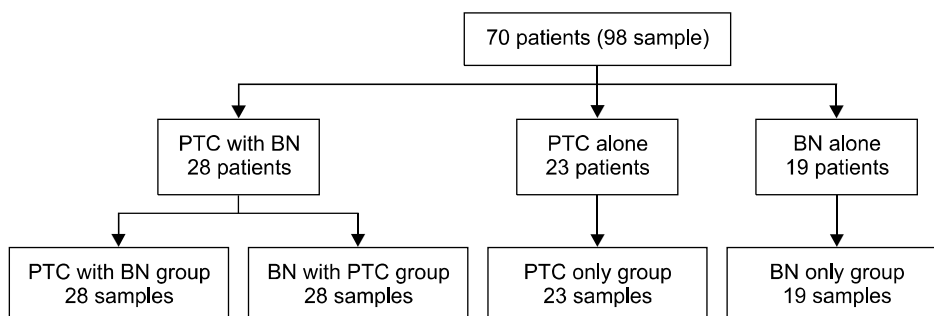 70 patients (98 sample)
PTC with BN
28 patients
PTC alone
23 patients
BN alone
19 patients
PTC with BN group
28 samples
BN with PTC group
28 samples
PTC only group
23 samples
BN only group
19 samples